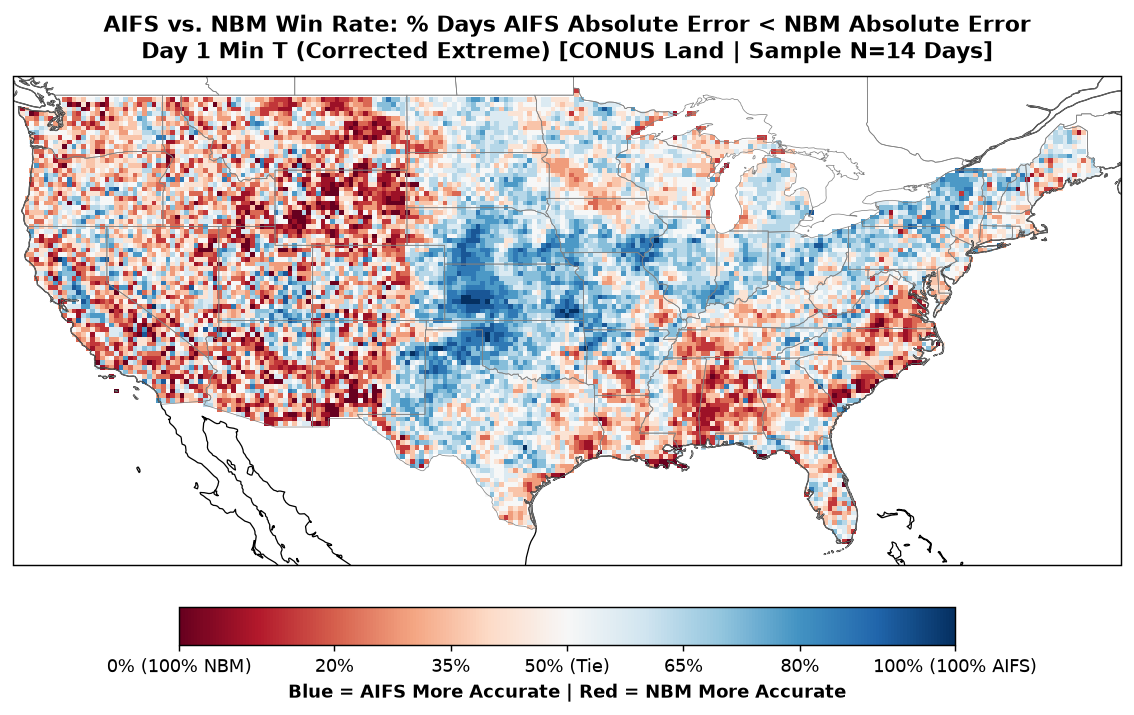 AIFS vs. NBM Win Rate: % Days AIFS Absolute Error < NBM Absolute Error
Day 1 Min T (Corrected Extreme) [CONUS Land | Sample N=14 Days]
0% (100% NBM) 20% 35% 50% (Tie) 65% 80% 100% (100% AIFS)
Blue = AIFS More Accurate | Red = NBM More Accurate